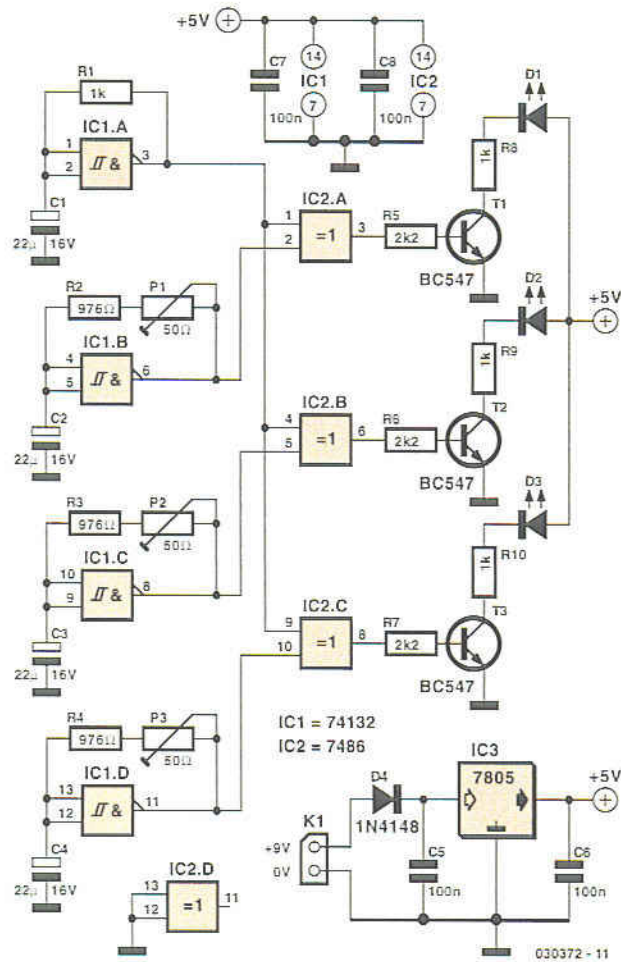 +5V
C7
100n
14
IC1
7
C8
100n
14
IC2
7
R1
1k
IC1.A
1
2
&
3
C1
22µ 16V
R2
976Ω
P1
50Ω
IC1.B
4
5
&
6
C2
22µ 16V
R3
976Ω
P2
50Ω
IC1.C
10
9
&
8
C3
22µ 16V
R4
976Ω
P3
50Ω
IC1.D
13
12
&
11
C4
22µ 16V
IC2.A
1
2
=1
3
R5
2k2
T1
BC547
R8
1k
D1
IC2.B
4
5
=1
6
R6
2k2
T2
BC547
R9
1k
D2
+5V
IC2.C
9
10
=1
8
R7
2k2
T3
BC547
R10
1k
D3
IC2.D
13
12
=1
11
IC1 = 74132
IC2 = 7486
K1
+9V
0V
D4
1N4148
C5
100n
IC3
7805
C6
100n
+5V
030372 - 11